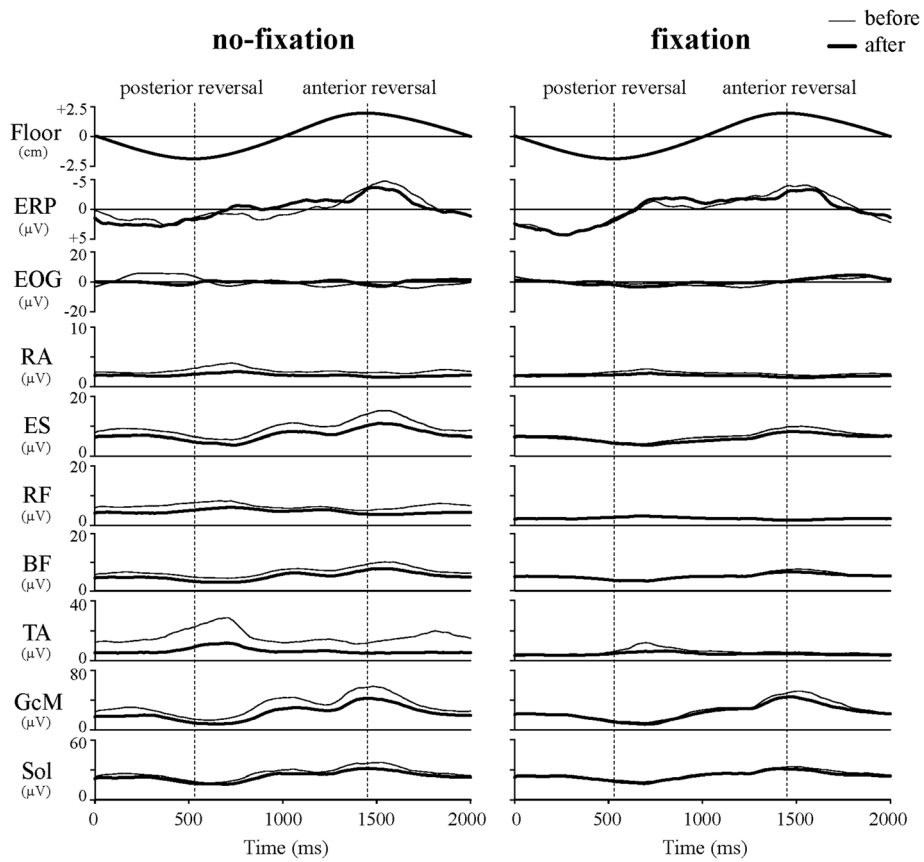 before
no-fixation fixation
after
posterior reversal anterior reversal posterior reversal anterior reversal
+2.5
Floor 0
(cm)
-2.5
-5
ERP 0
(µV)
+5
20
EOG 0
(µV)
-20
10
RA
(µV)
0
20
ES
(µV)
0
20
RF
(µV)
0
20
BF
(µV)
0
40
TA
(µV)
0
80
GcM
(µV)
0
60
Sol
(µV)
0
0 500 1000 1500 2000 0 500 1000 1500 2000
Time (ms) Time (ms)